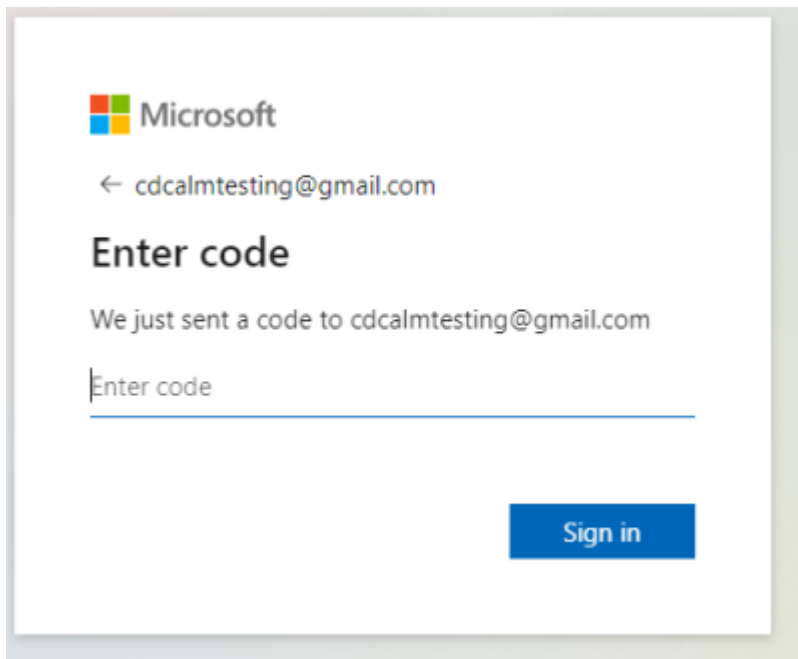 Microsoft
← cdcalmtesting@gmail.com
Enter code
We just sent a code to cdcalmtesting@gmail.com
Enter code
Sign in